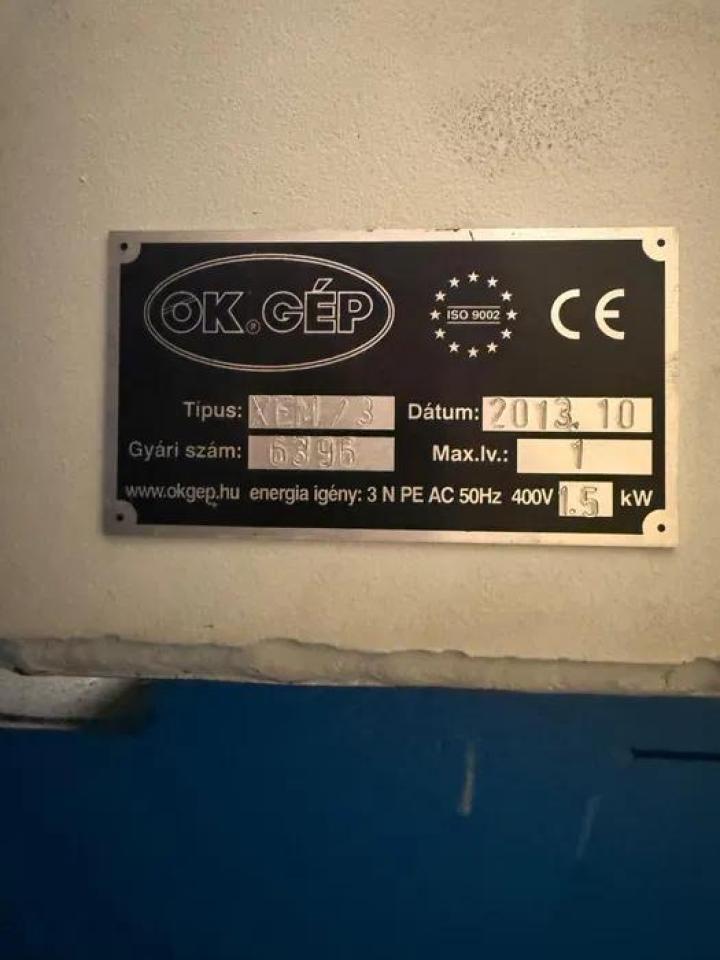 OK.GÉP
ISO 9002
CE
Típus: XEM/3 Dátum: 2013.10
Gyári szám: 6396 Max.lv.: 1
www.okgep.hu energia igény: 3 N PE AC 50Hz 400V 1.5 kW